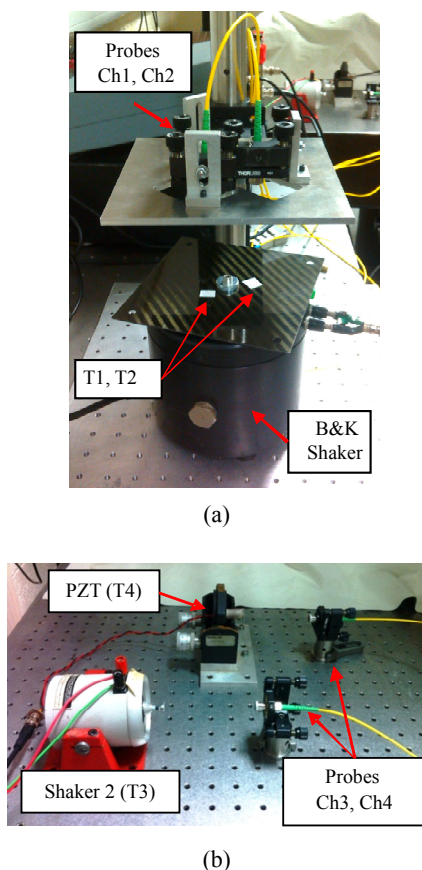 Probes
Ch1, Ch2
THORLABS
T1, T2
B&K
Shaker
(a)
PZT (T4)
Shaker 2 (T3)
Probes
Ch3, Ch4
(b)